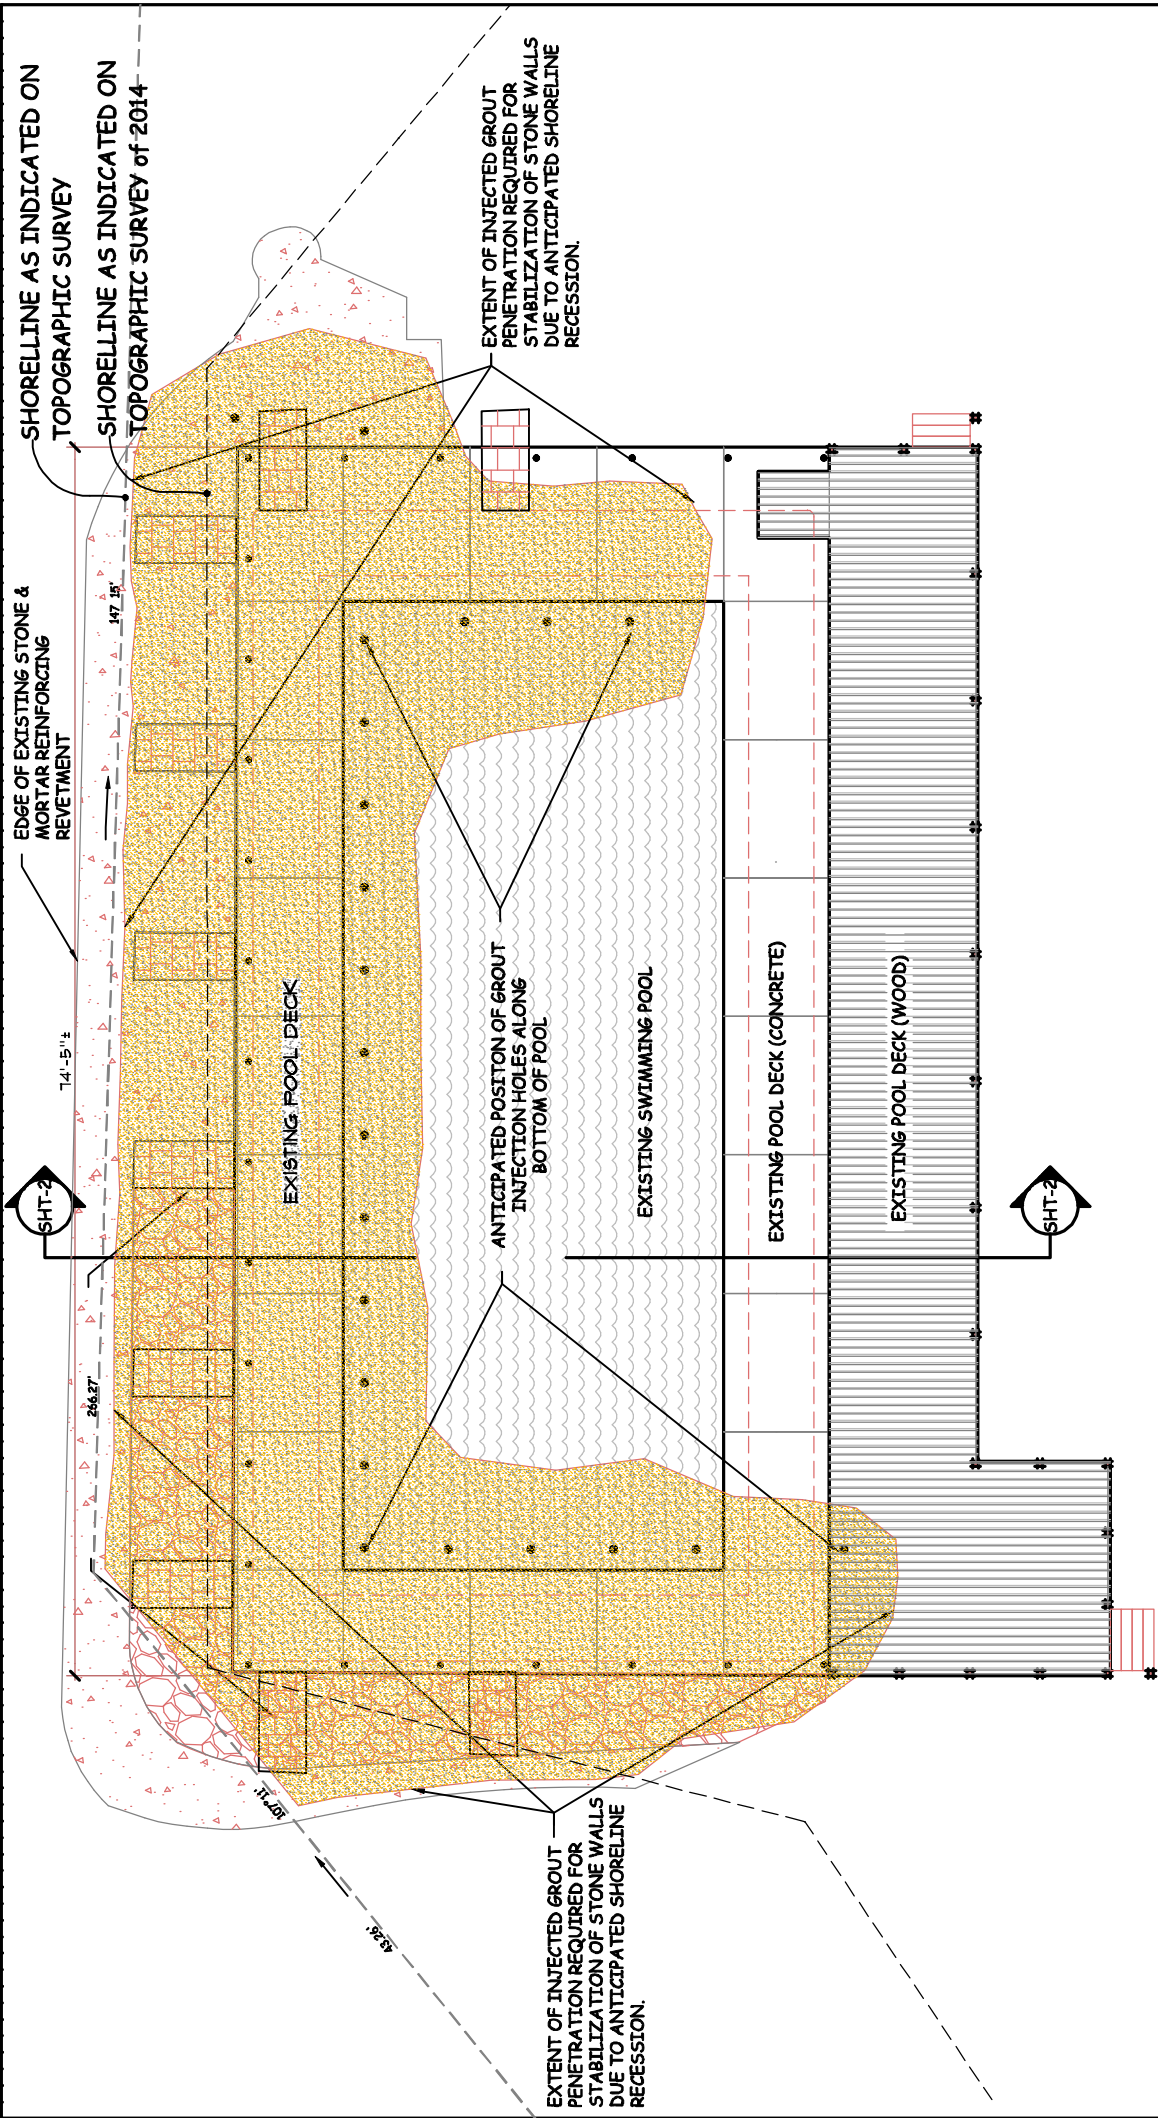 SHORELLINE AS INDICATED ON
TOPOGRAPHIC SURVEY
SHORELLINE AS INDICATED ON
TOPOGRAPHIC SURVEY of 2014
EXTENT OF INJECTED GROUT
PENETRATION REQUIRED FOR
STABILIZATION OF STONE WALLS
DUE TO ANTICIPATED SHORELINE
RECESSION.
EDGE OF EXISTING STONE &
MORTAR REINFORCING
REVETMENT
147.15'
74'-5"±
266.27'
SHT-2
EXISTING POOL DECK
ANTICIPATED POSITON OF GROUT
INJECTION HOLES ALONG
BOTTOM OF POOL
EXISTING SWIMMING POOL
EXISTING POOL DECK (CONCRETE)
EXISTING POOL DECK (WOOD)
SHT-2
107°11'
43.26'
EXTENT OF INJECTED GROUT
PENETRATION REQUIRED FOR
STABILIZATION OF STONE WALLS
DUE TO ANTICIPATED SHORELINE
RECESSION.